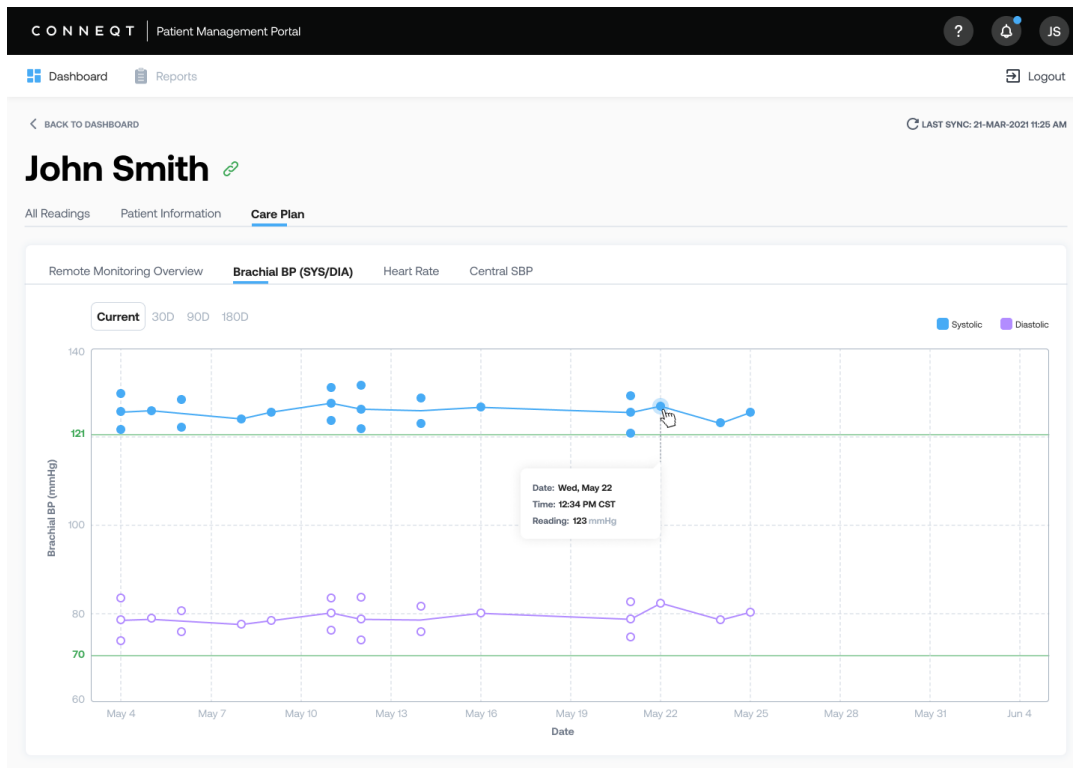 CONNEQT Patient Management Portal ? JS
Dashboard Reports Logout
BACK TO DASHBOARD LAST SYNC: 21-MAR-2021 11:25 AM
John Smith
All Readings Patient Information Care Plan
Remote Monitoring Overview Brachial BP (SYS/DIA) Heart Rate Central SBP
Current 30D 90D 180D
Systolic Diastolic
140
121
Date: Wed, May 22
Time: 12:34 PM CST
Reading: 123 mmHg
Brachial BP (mmHg)
100
80
70
60
May 4 May 7 May 10 May 13 May 16 May 19 May 22 May 25 May 28 May 31 Jun 4
Date